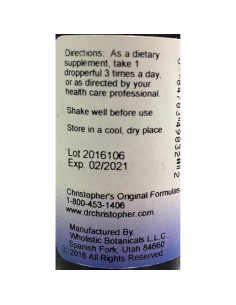 Directions: As a dietary
supplement, take 1
dropperful 3 times a day,
or as directed by your
health care professional.
Shake well before use.
Store in a cool, dry place.
Lot 2016106
Exp. 02/2021
Christopher's Original Formulas
1-800-453-1406
www.drchristopher.com
Manufactured By:
Wholistic Botanicals L.L.C.
Spanish Fork, Utah 84660
©2018 All Rights Reserved